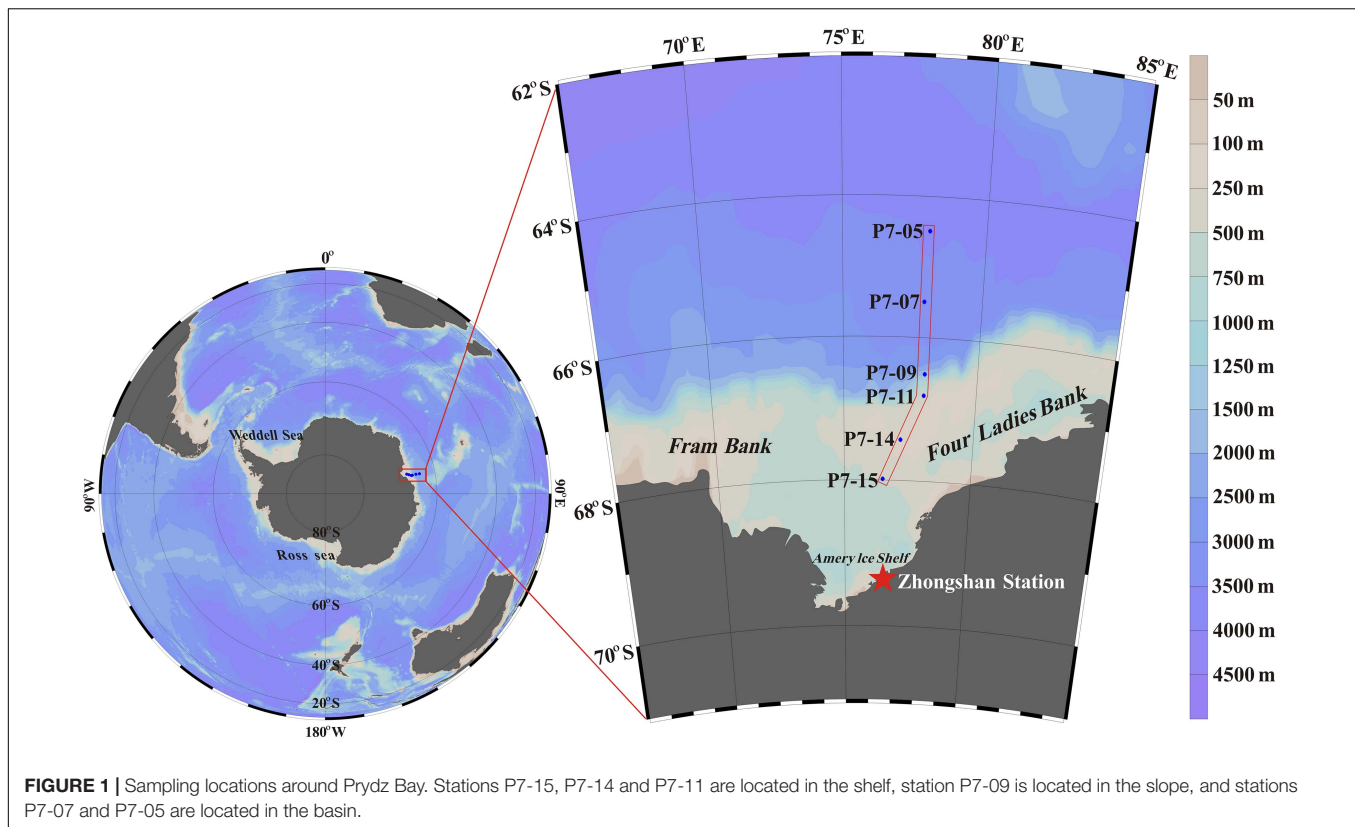 70°E
75°E
80°E
85°E
62°S
64°S
66°S
68°S
70°S
P7-05
P7-07
P7-09
P7-11
P7-14
P7-15
Fram Bank
Four Ladies Bank
Amery Ice Shelf
Zhongshan Station
50 m
100 m
250 m
500 m
750 m
1000 m
1250 m
2000 m
2500 m
3000 m
3500 m
4000 m
4500 m
0°
90°W
90°E
180°W
Weddell Sea
Ross sea
80°S
60°S
40°S
20°S
FIGURE 1 | Sampling locations around Prydz Bay. Stations P7-15, P7-14 and P7-11 are located in the shelf, station P7-09 is located in the slope, and stations
P7-07 and P7-05 are located in the basin.